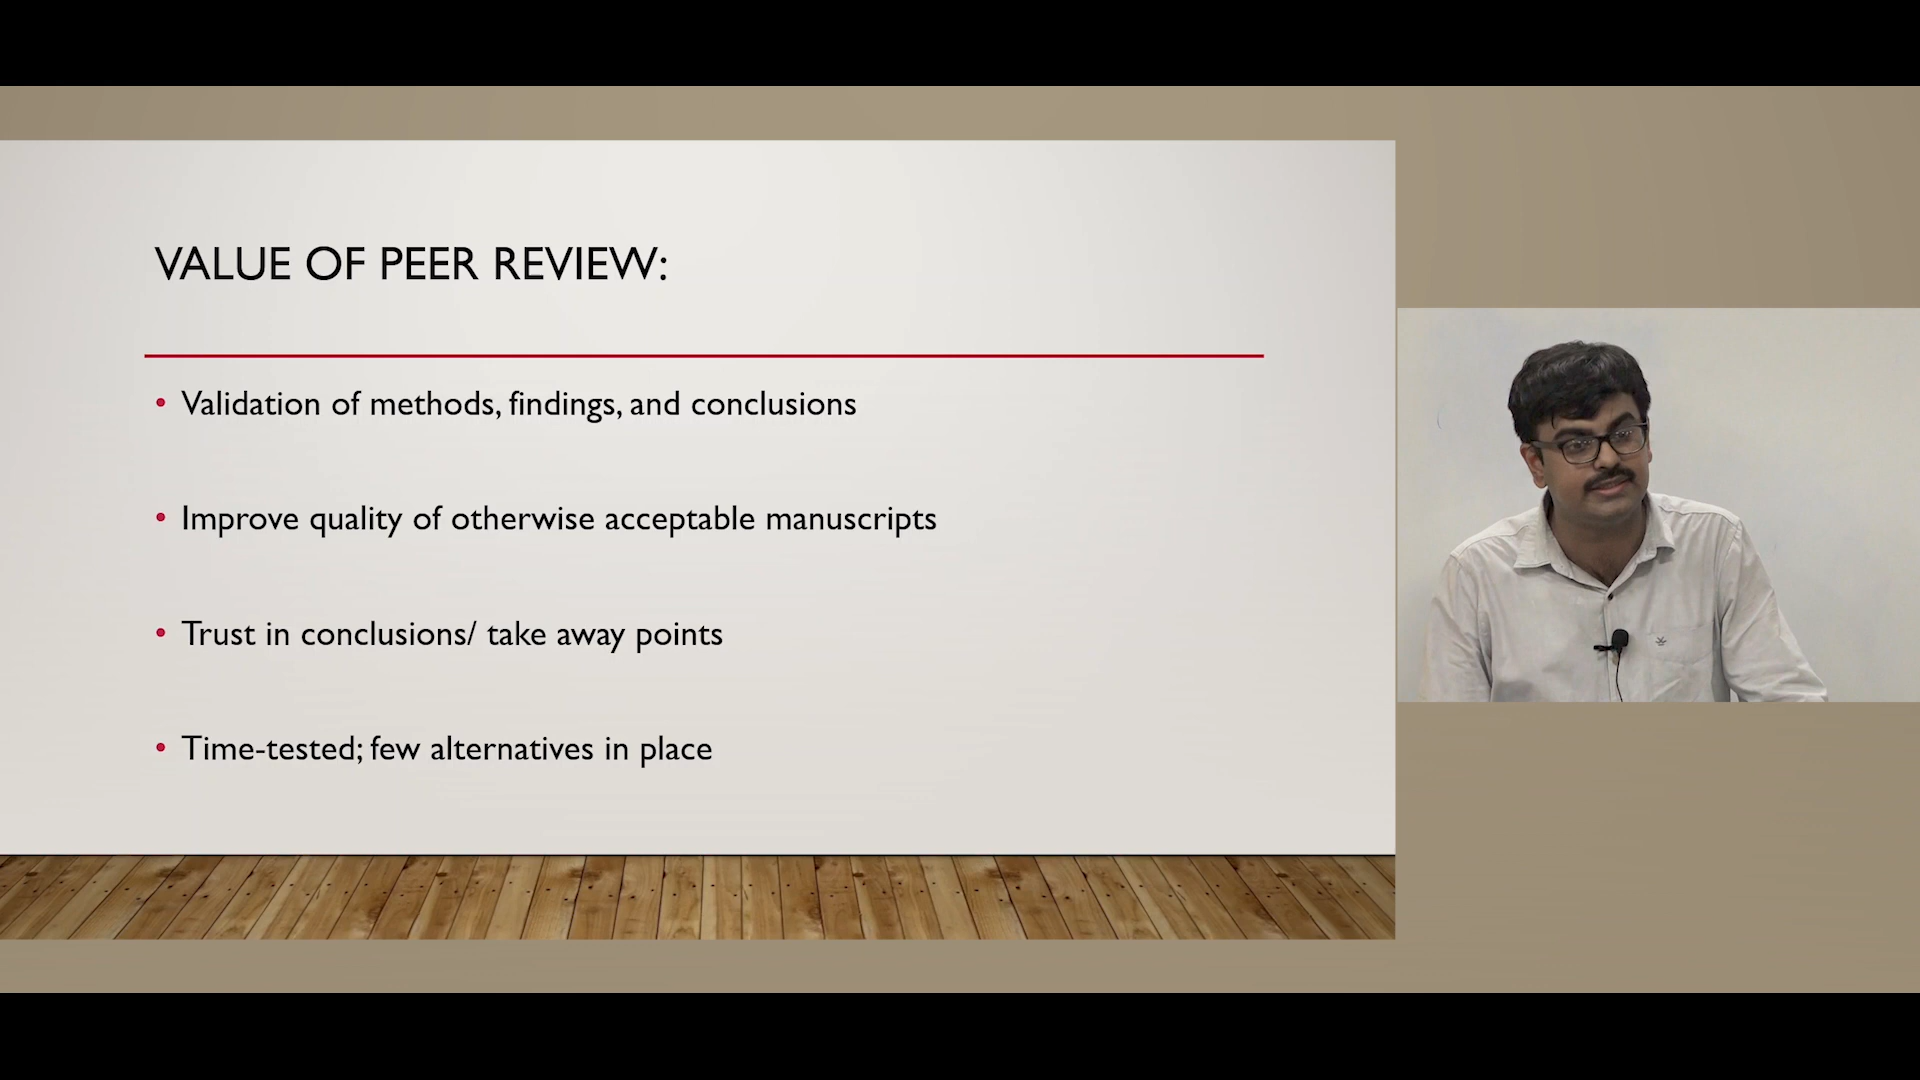 VALUE OF PEER REVIEW:
• Validation of methods, findings, and conclusions
• Improve quality of otherwise acceptable manuscripts
• Trust in conclusions/ take away points
• Time-tested; few alternatives in place